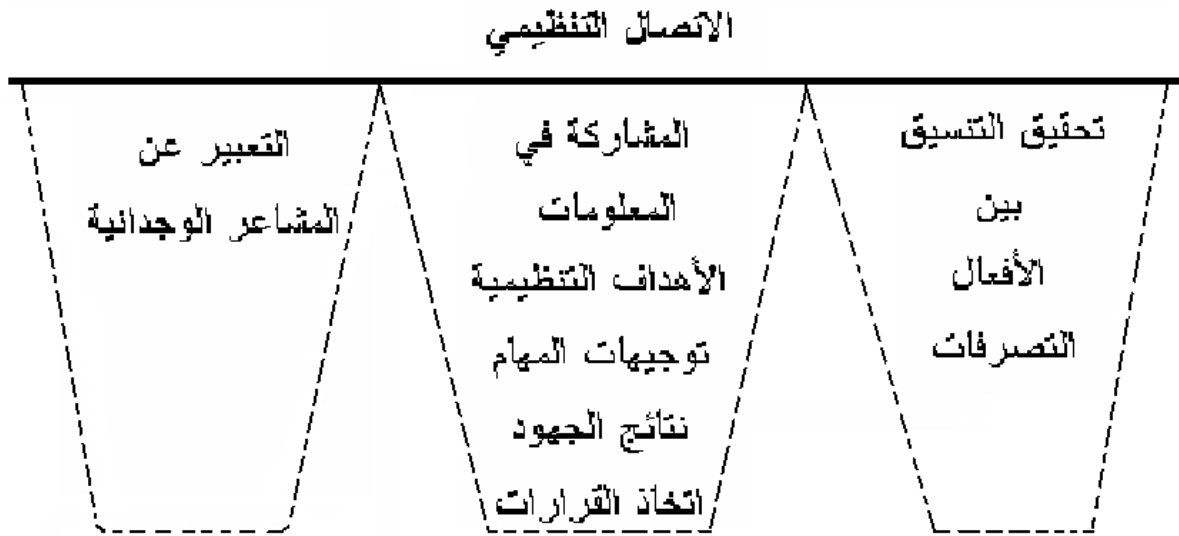 الاتصال التنظيمي
تحقيق التنسيق
بين
الأفعال
التصرفات
المشاركة في
المعلومات
الأهداف التنظيمية
توجيهات المهام
نتائج الجهود
اتخاذ القرارات
التعبير عن
المشاعر الوجدانية